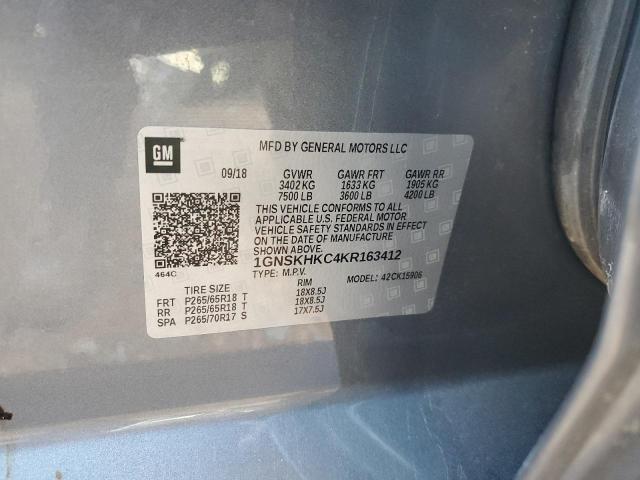 GM
MFD BY GENERAL MOTORS LLC
09/18 GVWR GAWR FRT GAWR RR
3402 KG 1633 KG 1905 KG
7500 LB 3600 LB 4200 LB
THIS VEHICLE CONFORMS TO ALL
APPLICABLE U.S. FEDERAL MOTOR
VEHICLE SAFETY STANDARDS IN EFFECT
ON THE DATE OF MANUFACTURE
SHOWN ABOVE.
464C
1GNSKHKC4KR163412
TYPE: M.P.V. MODEL: 42CK15906
TIRE SIZE RIM
FRT P265/65R18 T 18X8.5J
RR P265/65R18 T 18X8.5J
SPA P265/70R17 S 17X7.5J